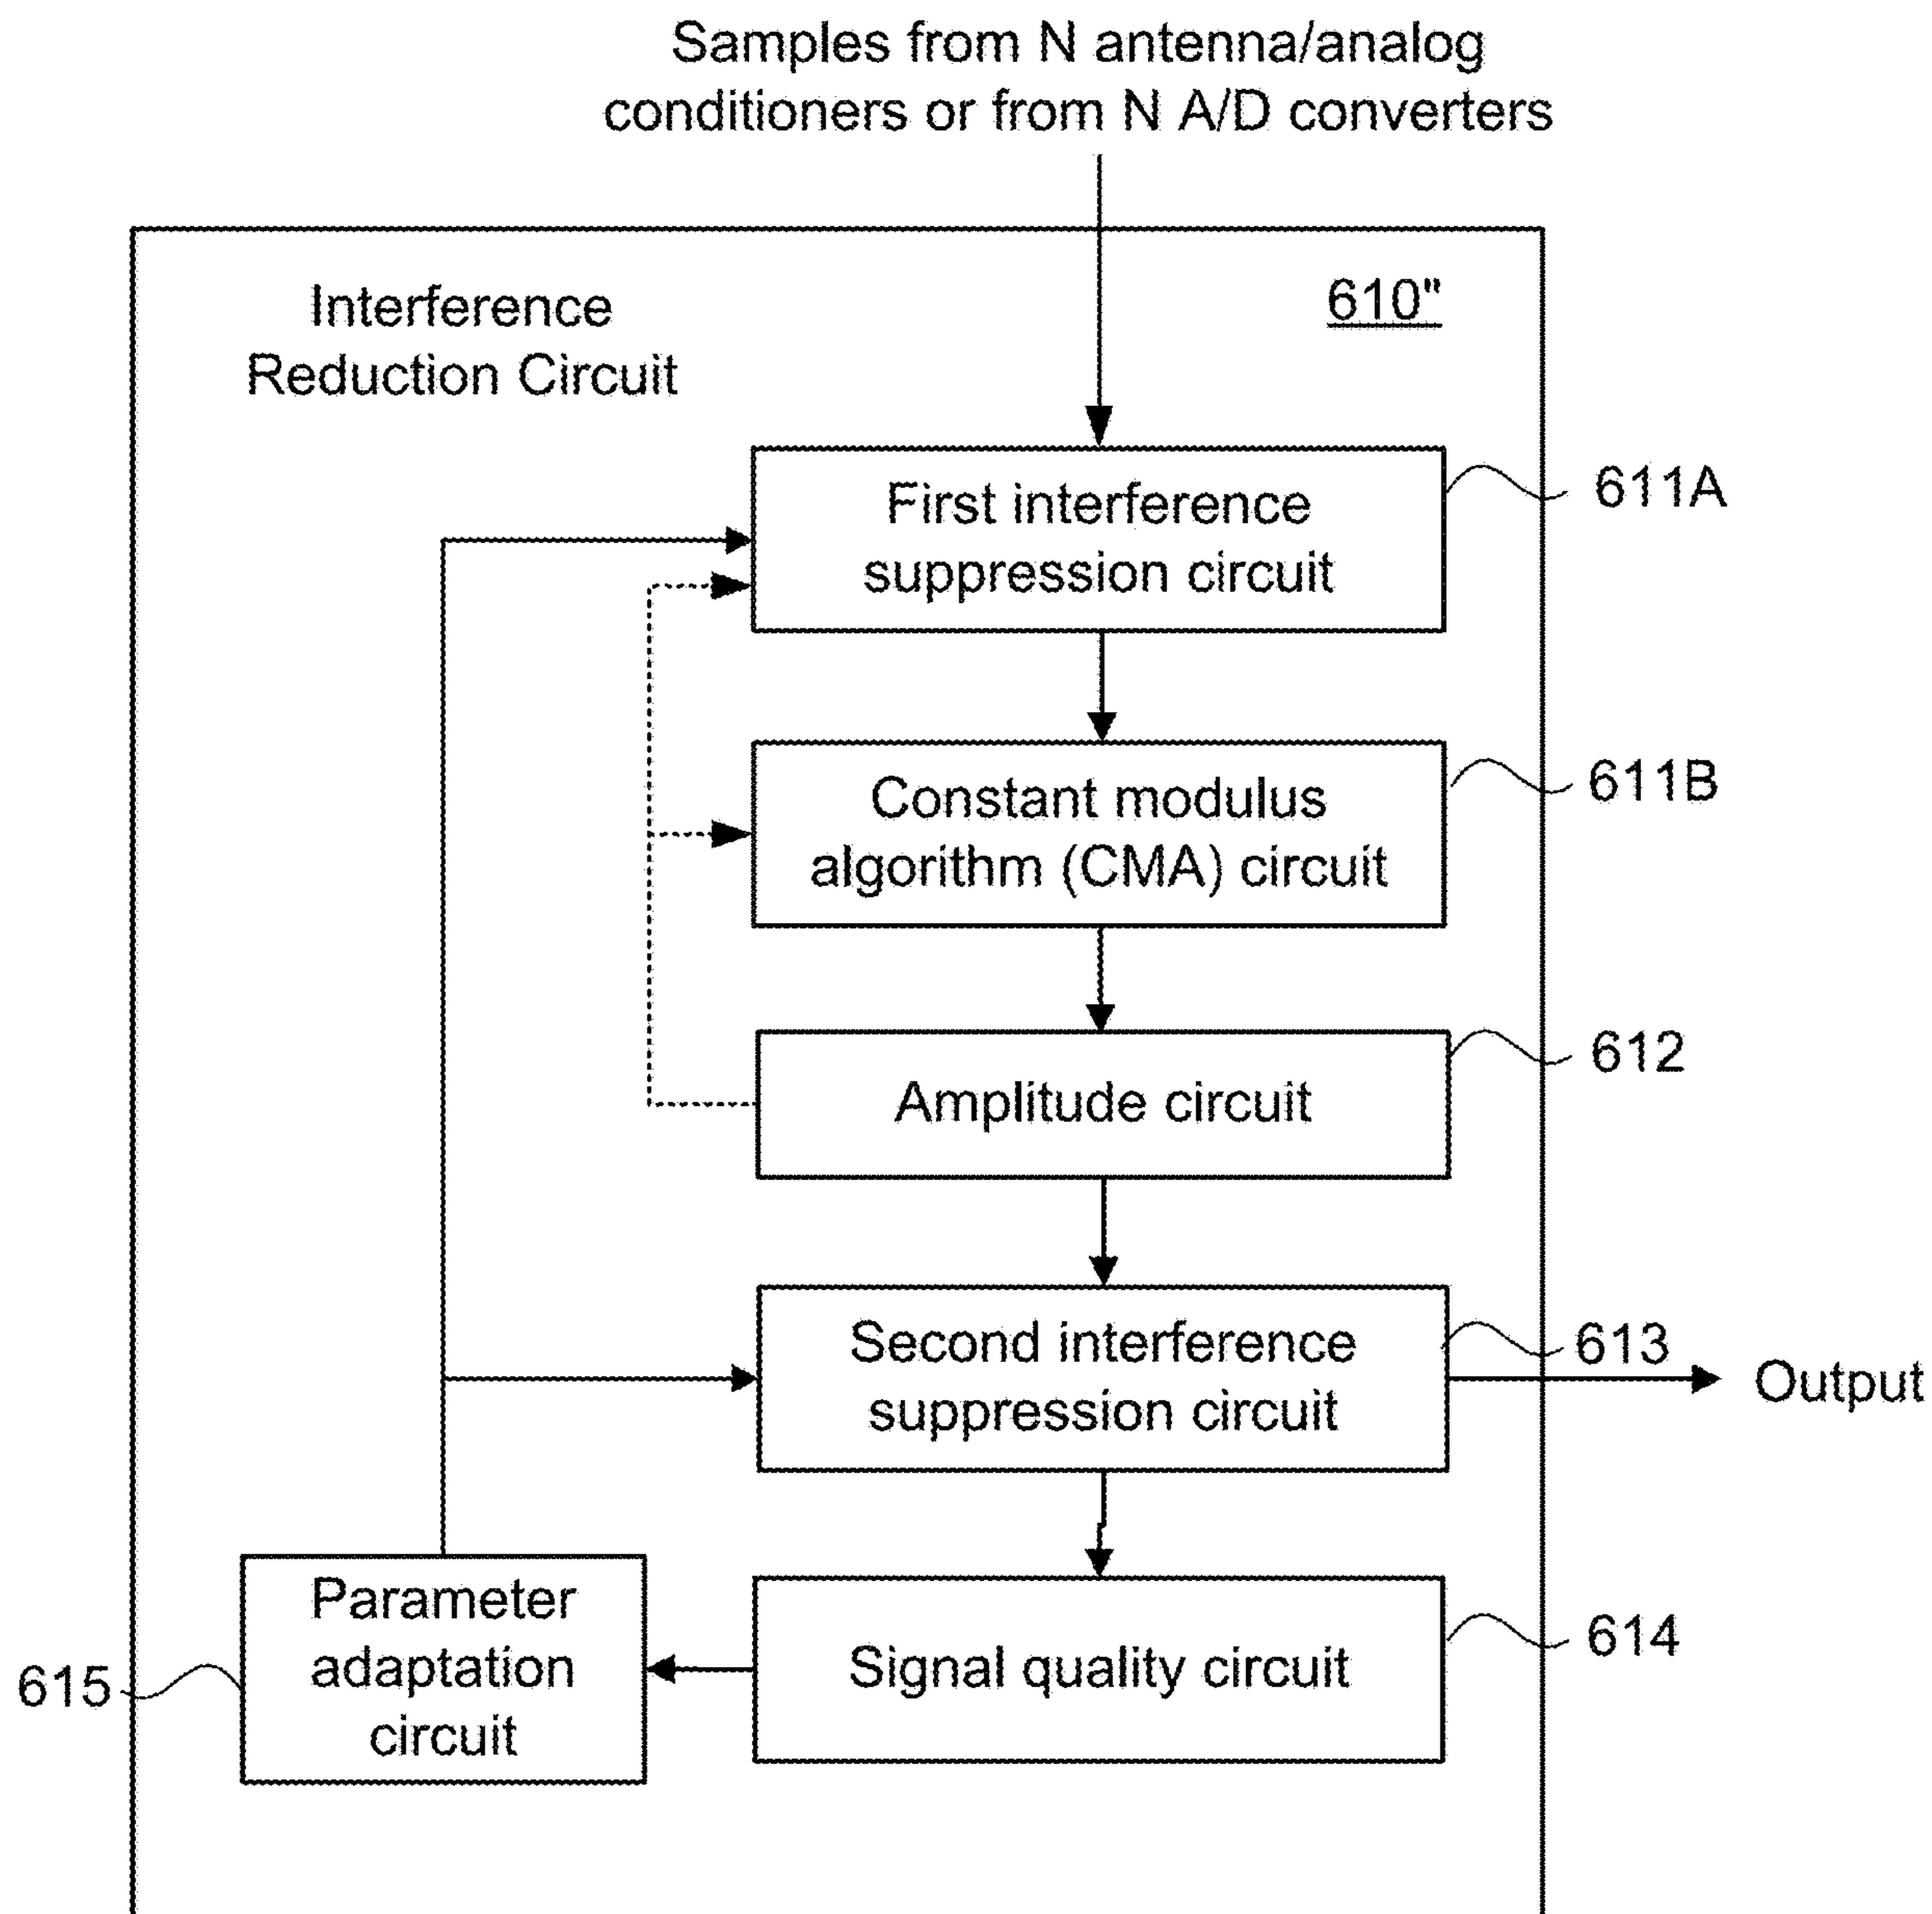 Samples from N antenna/analog
conditioners or from N A/D converters
Interference
Reduction Circuit
610"
First interference
suppression circuit
611A
Constant modulus
algorithm (CMA) circuit
611B
Amplitude circuit
612
Second interference
suppression circuit
613
Output
Parameter
adaptation
circuit
615
Signal quality circuit
614